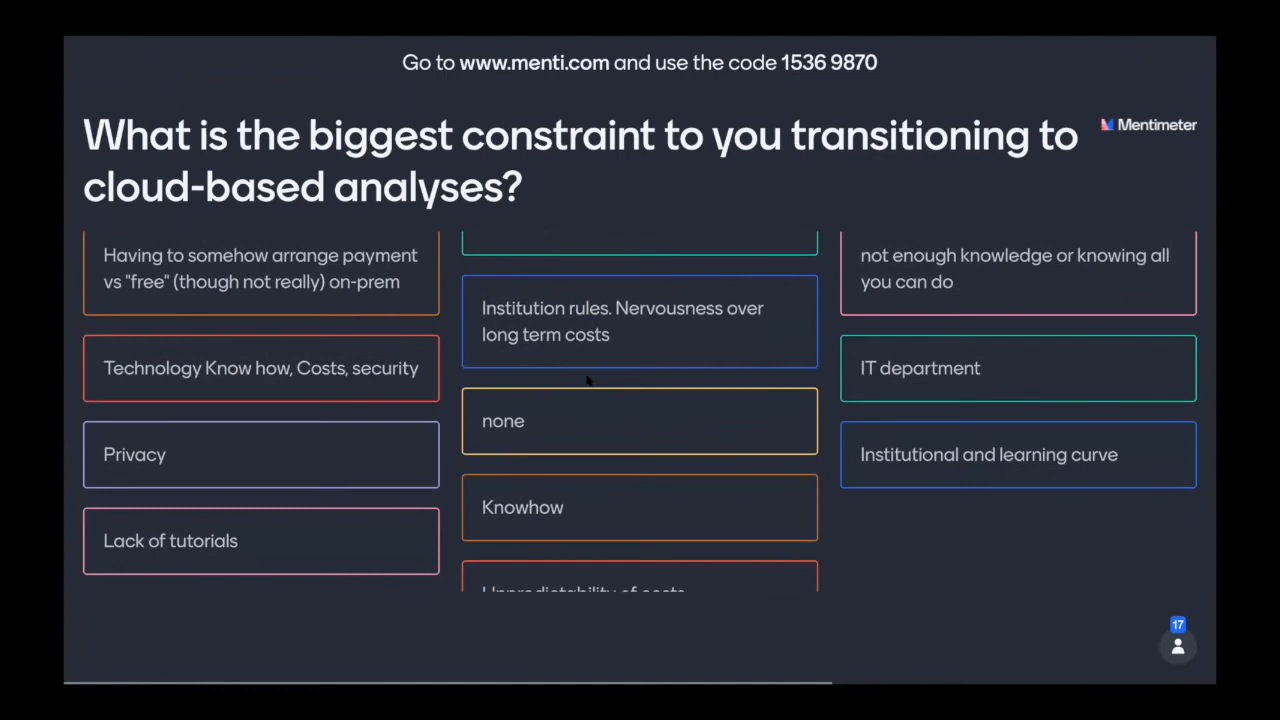 Go to www.menti.com and use the code 1536 9870
What is the biggest constraint to you transitioning to
cloud-based analyses?
Mentimeter
Having to somehow arrange payment
vs "free" (though not really) on-prem
Technology Know how, Costs, security
Privacy
Lack of tutorials
Institution rules. Nervousness over
long term costs
none
Knowhow
Unpredictability of costs
not enough knowledge or knowing all
you can do
IT department
Institutional and learning curve
17